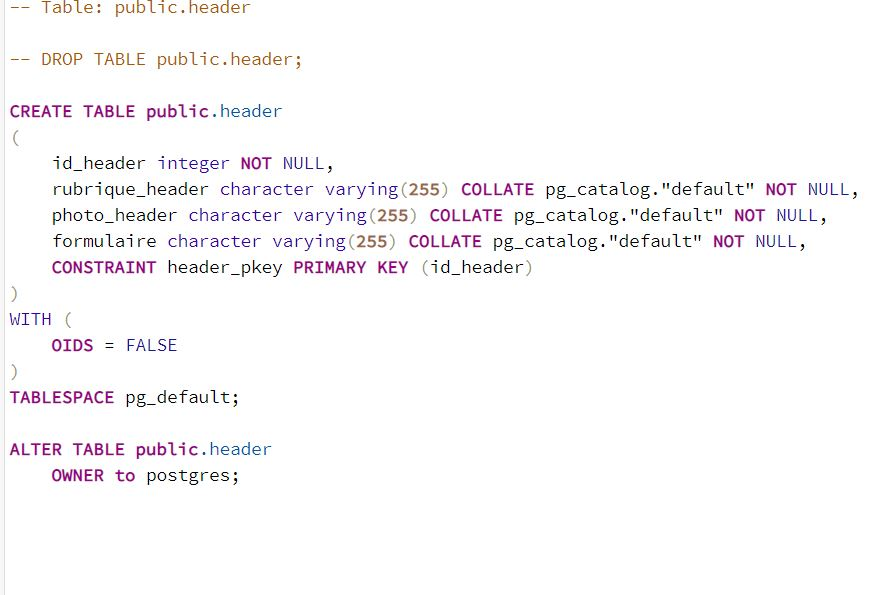 -- Table: public.header
-- DROP TABLE public.header;
CREATE TABLE public.header
(
id_header integer NOT NULL,
rubrique_header character varying(255) COLLATE pg_catalog."default" NOT NULL,
photo_header character varying(255) COLLATE pg_catalog."default" NOT NULL,
formulaire character varying(255) COLLATE pg_catalog."default" NOT NULL,
CONSTRAINT header_pkey PRIMARY KEY (id_header)
)
WITH (
OIDS = FALSE
)
TABLESPACE pg_default;
ALTER TABLE public.header
OWNER to postgres;